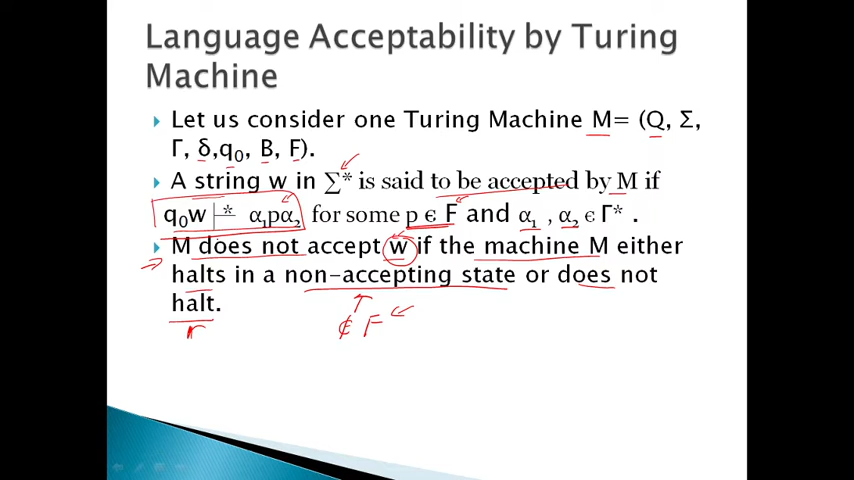 Language Acceptability by Turing
Machine
Let us consider one Turing Machine M= (Q, Σ,
Γ, δ,q₀, B, F).
A string w in ∑* is said to be accepted by M if
q₀w |—* α₁pα₂ for some p ϵ F and α₁ , α₂ ϵ Γ* .
M does not accept w if the machine M either
halts in a non-accepting state or does not
halt.
∉ F